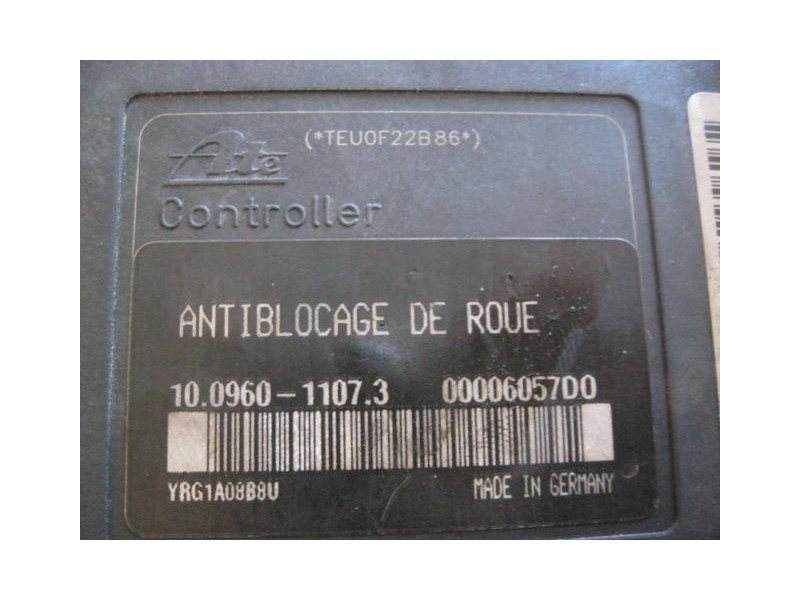 (*TEU0F22B86*)
Ate
Controller
ANTIBLOCAGE DE ROUE
10.0960-1107.3 00006057D0
YRG1A08B8U MADE IN GERMANY